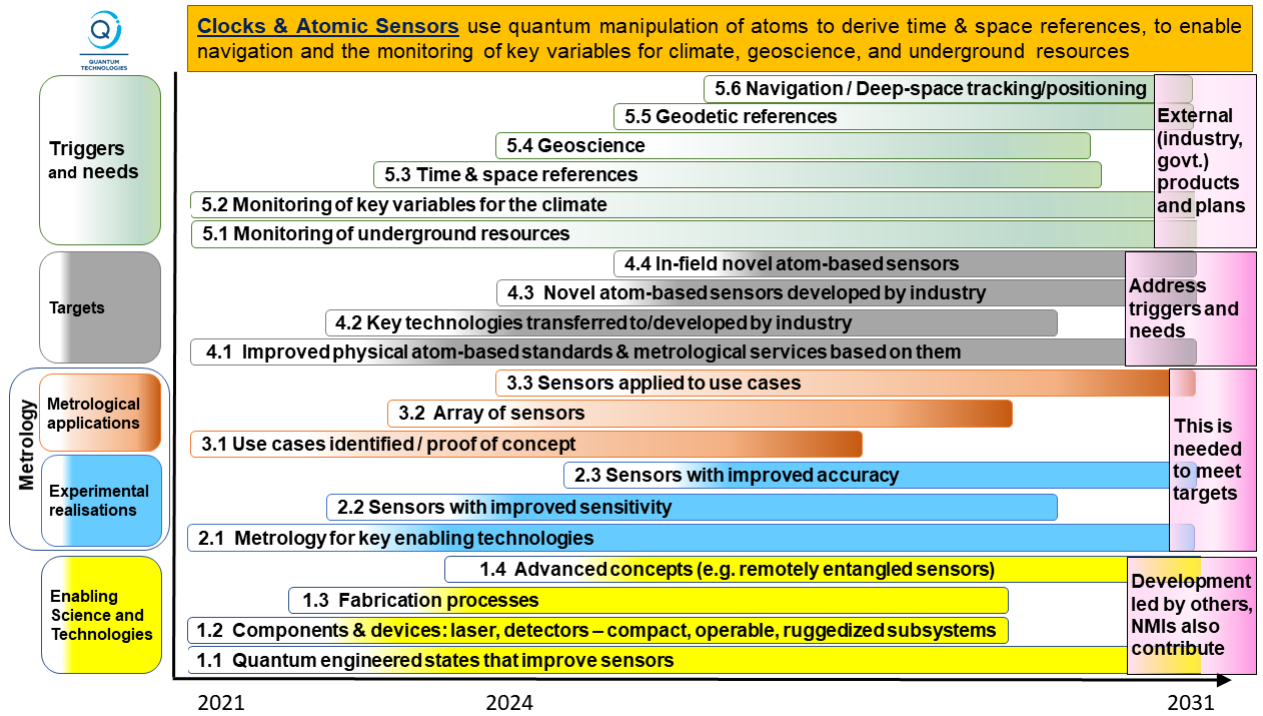 Clocks & Atomic Sensors use quantum manipulation of atoms to derive time & space references, to enable
navigation and the monitoring of key variables for climate, geoscience, and underground resources
Q
QUANTUM
TECHNOLOGIES
Triggers
and needs
5.6 Navigation / Deep-space tracking/positioning
5.5 Geodetic references
5.4 Geoscience
5.3 Time & space references
5.2 Monitoring of key variables for the climate
5.1 Monitoring of underground resources
External
(industry,
govt.)
products
and plans
Targets
4.4 In-field novel atom-based sensors
4.3 Novel atom-based sensors developed by industry
4.2 Key technologies transferred to/developed by industry
4.1 Improved physical atom-based standards & metrological services based on them
Address
triggers and
needs
Metrology
Metrological
applications
3.3 Sensors applied to use cases
3.2 Array of sensors
3.1 Use cases identified / proof of concept
Experimental
realisations
2.3 Sensors with improved accuracy
2.2 Sensors with improved sensitivity
2.1 Metrology for key enabling technologies
This is
needed
to meet
targets
Enabling
Science and
Technologies
1.4 Advanced concepts (e.g. remotely entangled sensors)
1.3 Fabrication processes
1.2 Components & devices: laser, detectors – compact, operable, ruggedized subsystems
1.1 Quantum engineered states that improve sensors
Development
led by others,
NMIs also
contribute
2021
2024
2031